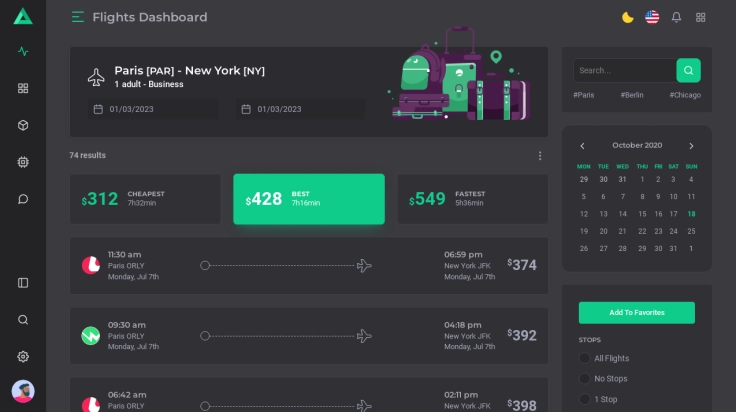 Flights Dashboard
Paris [PAR] - New York [NY]
1 adult - Business
01/03/2023
01/03/2023
74 results
$312
CHEAPEST
7h32min
$428
BEST
7h16min
$549
FASTEST
5h36min
11:30 am
Paris ORLY
Monday, Jul 7th
06:59 pm
New York JFK
Monday, Jul 7th
$374
09:30 am
Paris ORLY
Monday, Jul 7th
04:18 pm
New York JFK
Monday, Jul 7th
$392
06:42 am
Paris ORLY
02:11 pm
New York JFK
$398
Search...
#Paris #Berlin #Chicago
October 2020
MON TUE WED THU FRI SAT SUN
29 30 31 1 2 3 4
5 6 7 8 9 10 11
12 13 14 15 16 17 18
19 20 21 22 23 24 25
26 27 28 29 30 31 1
Add To Favorites
STOPS
All Flights
No Stops
1 Stop